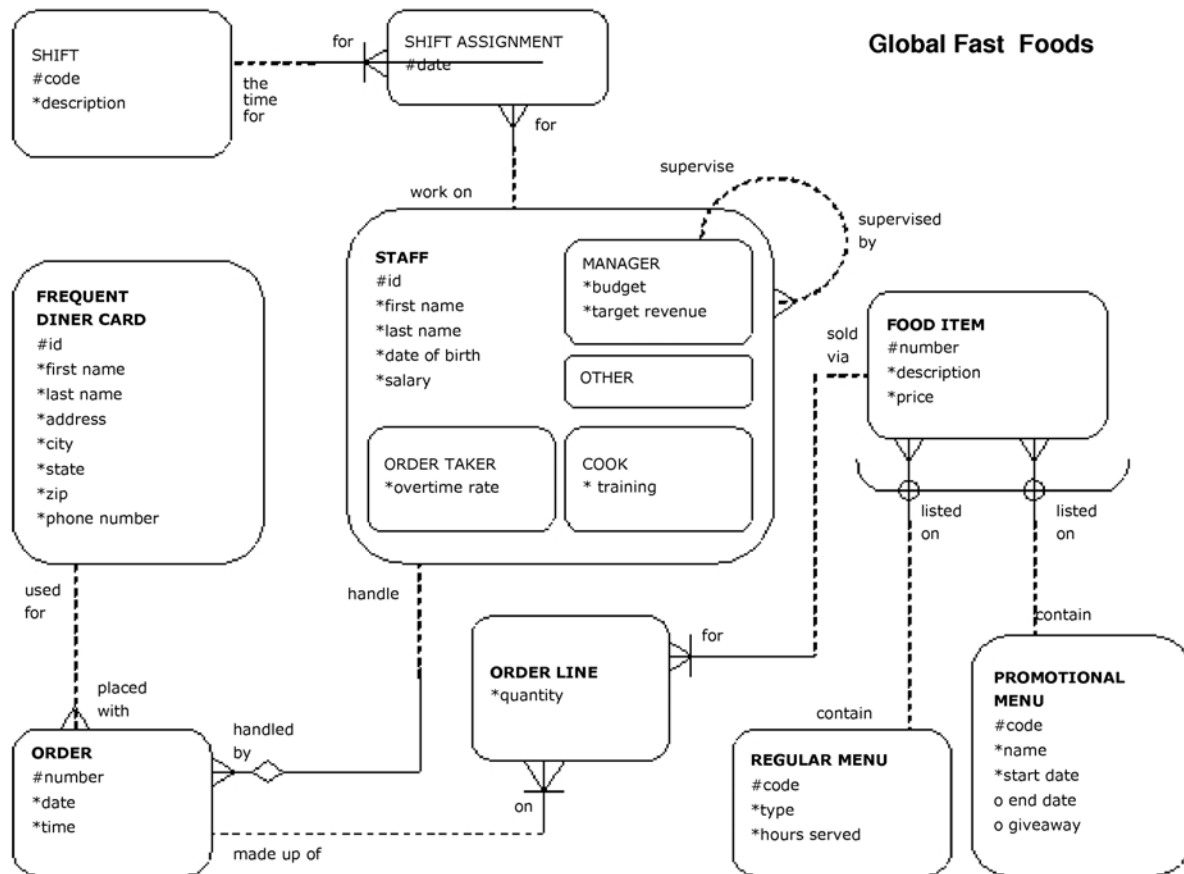 Global Fast  Foods
SHIFT
#code
*description
the
time
for
for
SHIFT ASSIGNMENT
#date
for
work on
supervise
supervised
by
STAFF
#id
*first name
*last name
*date of birth
*salary
MANAGER
*budget
*target revenue
OTHER
ORDER TAKER
*overtime rate
COOK
* training
FREQUENT
DINER CARD
#id
*first name
*last name
*address
*city
*state
*zip
*phone number
sold
via
FOOD ITEM
#number
*description
*price
listed
on
listed
on
used
for
handle
placed
with
handled
by
ORDER
#number
*date
*time
made up of
ORDER LINE
*quantity
for
on
contain
contain
REGULAR MENU
#code
*type
*hours served
PROMOTIONAL
MENU
#code
*name
*start date
o end date
o giveaway